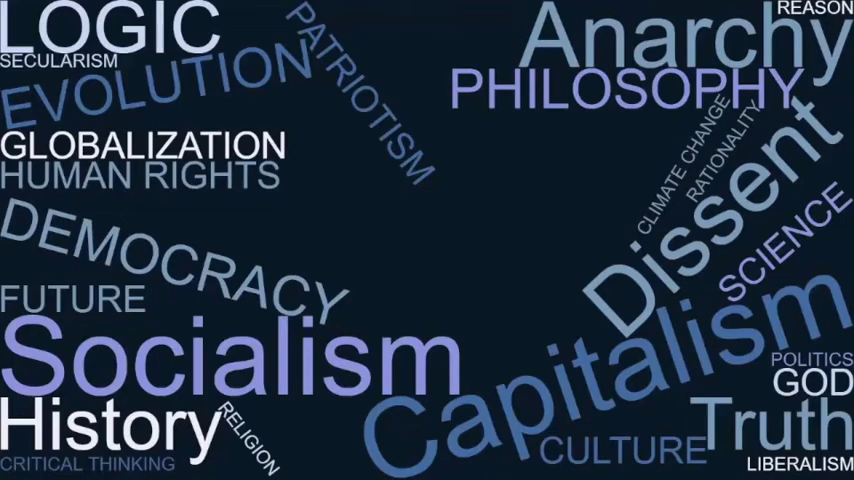 LOGIC
SECULARISM
EVOLUTION
PATRIOTISM
Anarchy
REASON
PHILOSOPHY
GLOBALIZATION
HUMAN RIGHTS
CLIMATE CHANGE
RATIONALITY
Dissent
SCIENCE
DEMOCRACY
FUTURE
Socialism
Capitalism
POLITICS
GOD
History
RELIGION
Truth
CULTURE
CRITICAL THINKING
LIBERALISM